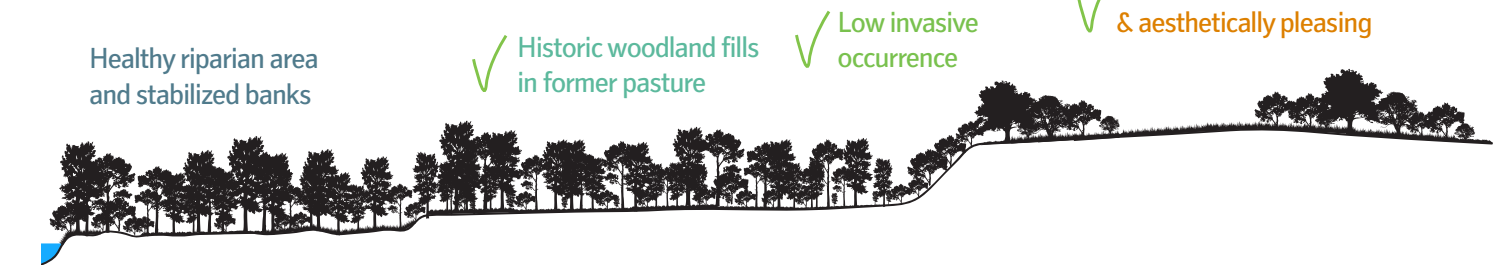 Healthy riparian area
and stabilized banks
Historic woodland fills
in former pasture
Low invasive
occurrence
& aesthetically pleasing